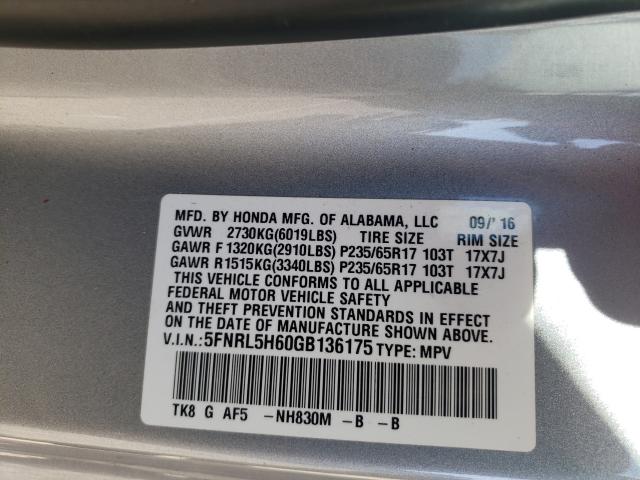 MFD. BY HONDA MFG. OF ALABAMA, LLC 09/'16
GVWR 2730KG(6019LBS) TIRE SIZE RIM SIZE
GAWR F 1320KG(2910LBS) P235/65R17 103T 17X7J
GAWR R1515KG(3340LBS) P235/65R17 103T 17X7J
THIS VEHICLE CONFORMS TO ALL APPLICABLE
FEDERAL MOTOR VEHICLE SAFETY
AND THEFT PREVENTION STANDARDS IN EFFECT
ON THE DATE OF MANUFACTURE SHOWN ABOVE.
V.I.N.:5FNRL5H60GB136175 TYPE: MPV
TK8 G AF5 -NH830M -B -B